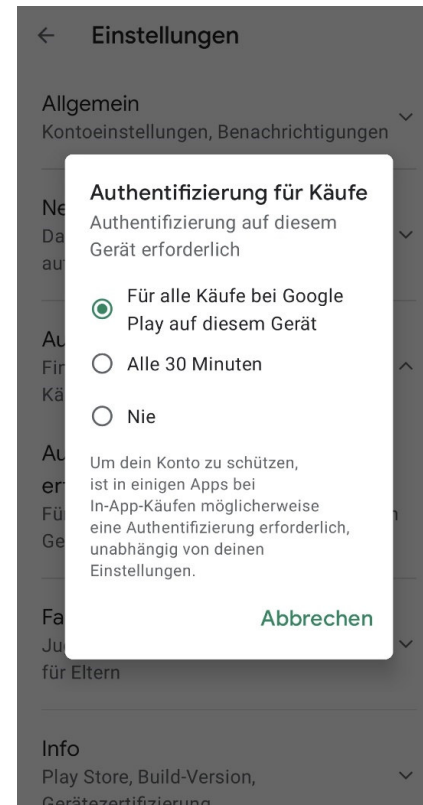 Einstellungen
Allgemein
Kontoeinstellungen, Benachrichtigungen
Authentifizierung für Käufe
Authentifizierung auf diesem
Gerät erforderlich
Für alle Käufe bei Google
Play auf diesem Gerät
Alle 30 Minuten
Nie
Um dein Konto zu schützen,
ist in einigen Apps bei
In-App-Käufen möglicherweise
eine Authentifizierung erforderlich,
unabhängig von deinen
Einstellungen.
Abbrechen
für Eltern
Info
Play Store, Build-Version,
Gerätezertifizierung